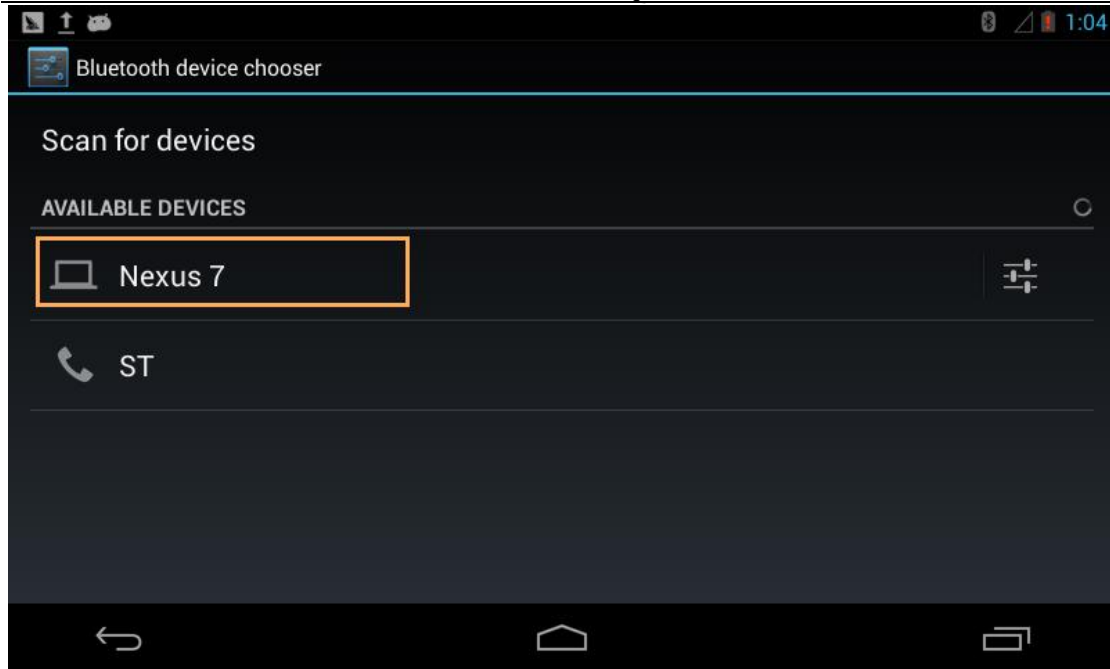 1:04
Bluetooth device chooser
Scan for devices
AVAILABLE DEVICES
Nexus 7
ST